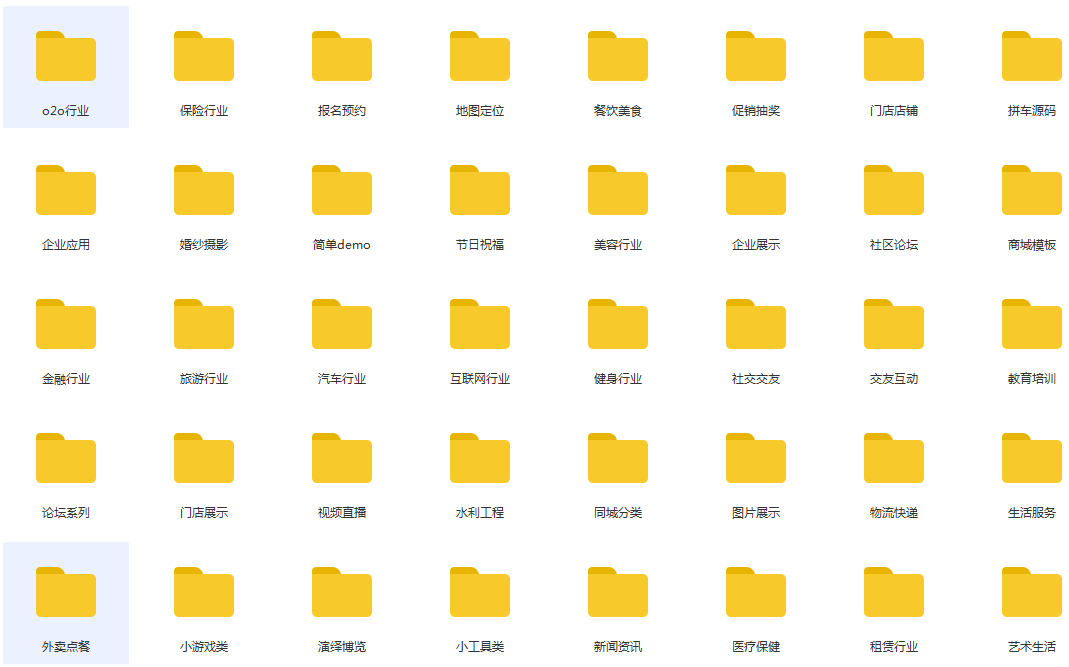 o2o行业
保险行业
报名预约
地图定位
餐饮美食
促销抽奖
门店店铺
拼车源码
企业应用
婚纱摄影
简单demo
节日祝福
美容行业
企业展示
社区论坛
商城模板
金融行业
旅游行业
汽车行业
互联网行业
健身行业
社交交友
交友互动
教育培训
论坛系列
门店展示
视频直播
水利工程
同城分类
图片展示
物流快递
生活服务
外卖点餐
小游戏类
演绎博览
小工具类
新闻资讯
医疗保健
租赁行业
艺术生活